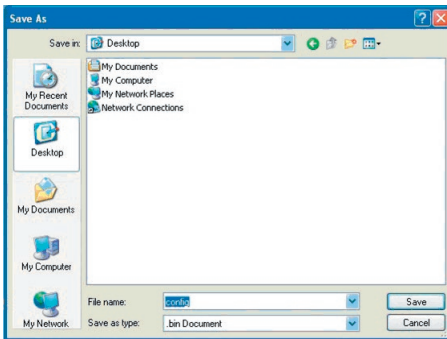 Save As
Save in:
Desktop
My Recent
Documents
Desktop
My Documents
My Computer
My Network
My Documents
My Computer
My Network Places
Network Connections
File name:
config
Save
Save as type:
.bin Document
Cancel